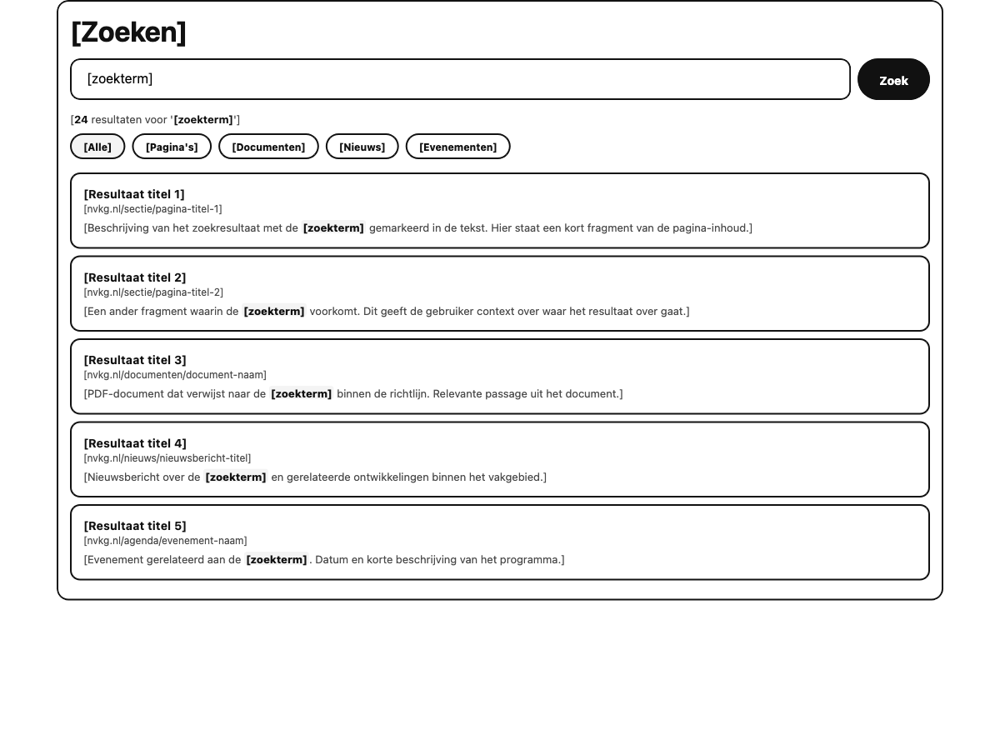 [Zoeken]
[zoekterm]
Zoek
[24 resultaten voor '[zoekterm]']
[Alle]
[Pagina's]
[Documenten]
[Nieuws]
[Evenementen]
[Resultaat titel 1]
[nvkg.nl/sectie/pagina-titel-1]
[Beschrijving van het zoekresultaat met de [zoekterm] gemarkeerd in de tekst. Hier staat een kort fragment van de pagina-inhoud.]
[Resultaat titel 2]
[nvkg.nl/sectie/pagina-titel-2]
[Een ander fragment waarin de [zoekterm] voorkomt. Dit geeft de gebruiker context over waar het resultaat over gaat.]
[Resultaat titel 3]
[nvkg.nl/documenten/document-naam]
[PDF-document dat verwijst naar de [zoekterm] binnen de richtlijn. Relevante passage uit het document.]
[Resultaat titel 4]
[nvkg.nl/nieuws/nieuwsbericht-titel]
[Nieuwsbericht over de [zoekterm] en gerelateerde ontwikkelingen binnen het vakgebied.]
[Resultaat titel 5]
[nvkg.nl/agenda/evenement-naam]
[Evenement gerelateerd aan de [zoekterm]. Datum en korte beschrijving van het programma.]